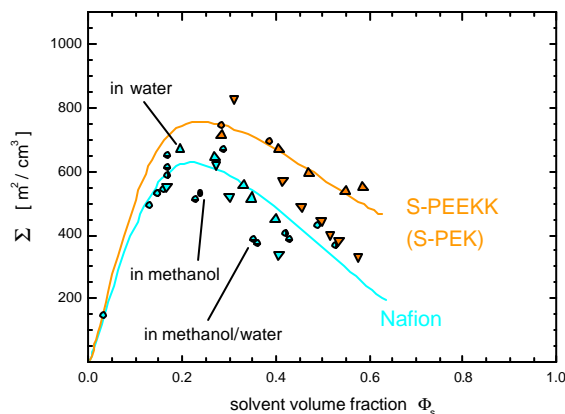 1000
800
600
400
200
0.0 0.2 0.4 0.6 0.8 1.0
Σ [ m² / cm³ ]
solvent volume fraction Φₛ
in water
in methanol
in methanol/water
S-PEEKK
(S-PEK)
Nafion